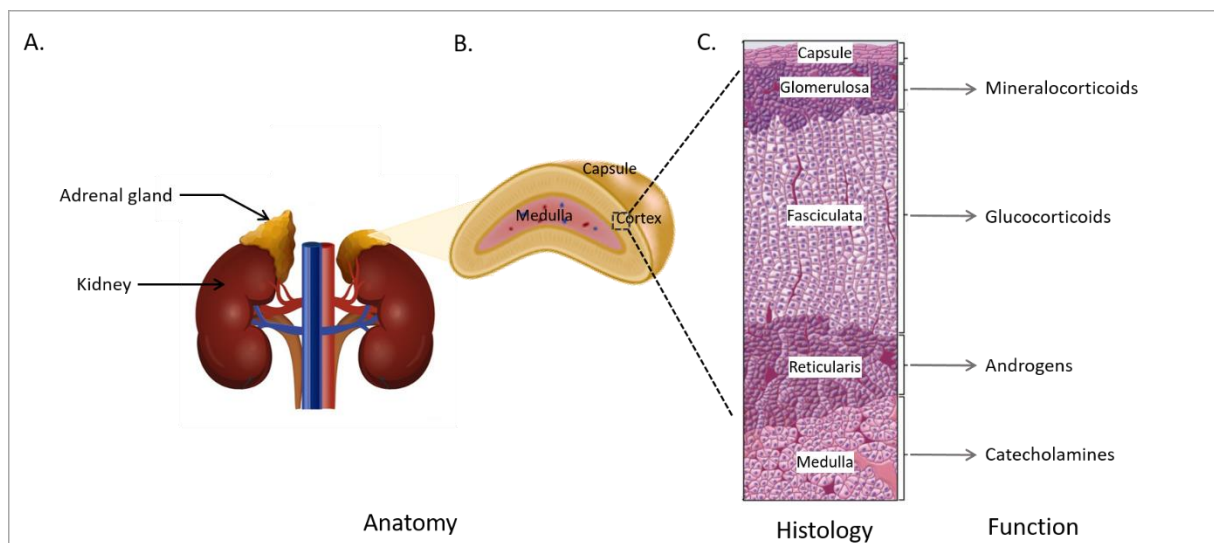 A.
B.
C.
Adrenal gland
Kidney
Capsule
Medulla
Cortex
Capsule
Glomerulosa
Mineralocorticoids
Fasciculata
Glucocorticoids
Reticularis
Androgens
Medulla
Catecholamines
Anatomy
Histology
Function